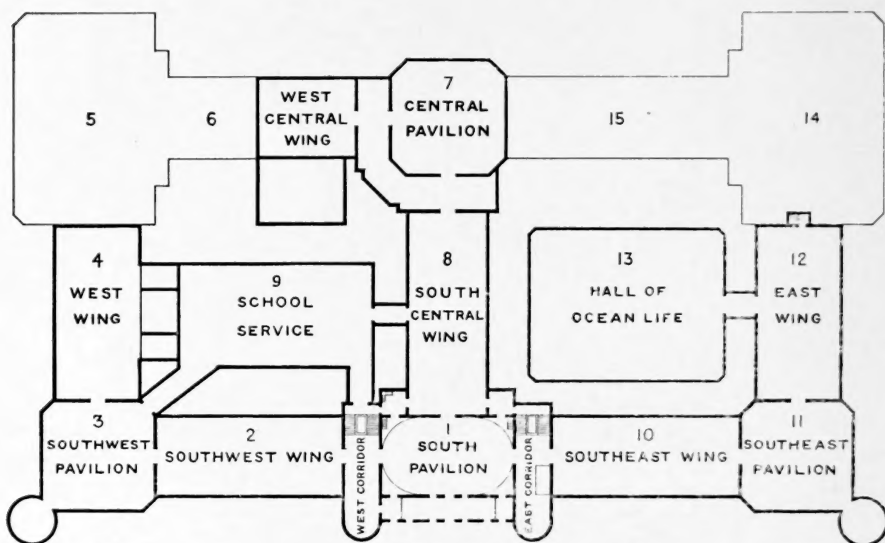 5
6
WEST
CENTRAL
WING
7
CENTRAL
PAVILION
15
14
4
WEST
WING
9
SCHOOL
SERVICE
8
SOUTH
CENTRAL
WING
13
HALL OF
OCEAN LIFE
12
EAST
WING
3
SOUTHWEST
PAVILION
2
SOUTHWEST WING
WEST CORRIDOR
1
SOUTH
PAVILION
EAST CORRIDOR
10
SOUTHEAST WING
11
SOUTHEAST
PAVILION